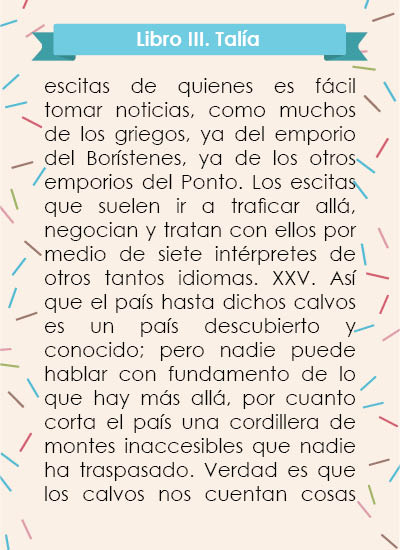 Libro III. Talía
escitas de quienes es fácil
tomar noticias, como muchos
de los griegos, ya del emporio
del Borístenes, ya de los otros
emporios del Ponto. Los escitas
que suelen ir a traficar allá,
negocian y tratan con ellos por
medio de siete intérpretes de
otros tantos idiomas. XXV. Así
que el país hasta dichos calvos
es un país descubierto y
conocido; pero nadie puede
hablar con fundamento de lo
que hay más allá, por cuanto
corta el país una cordillera de
montes inaccesibles que nadie
ha traspasado. Verdad es que
los calvos nos cuentan cosas